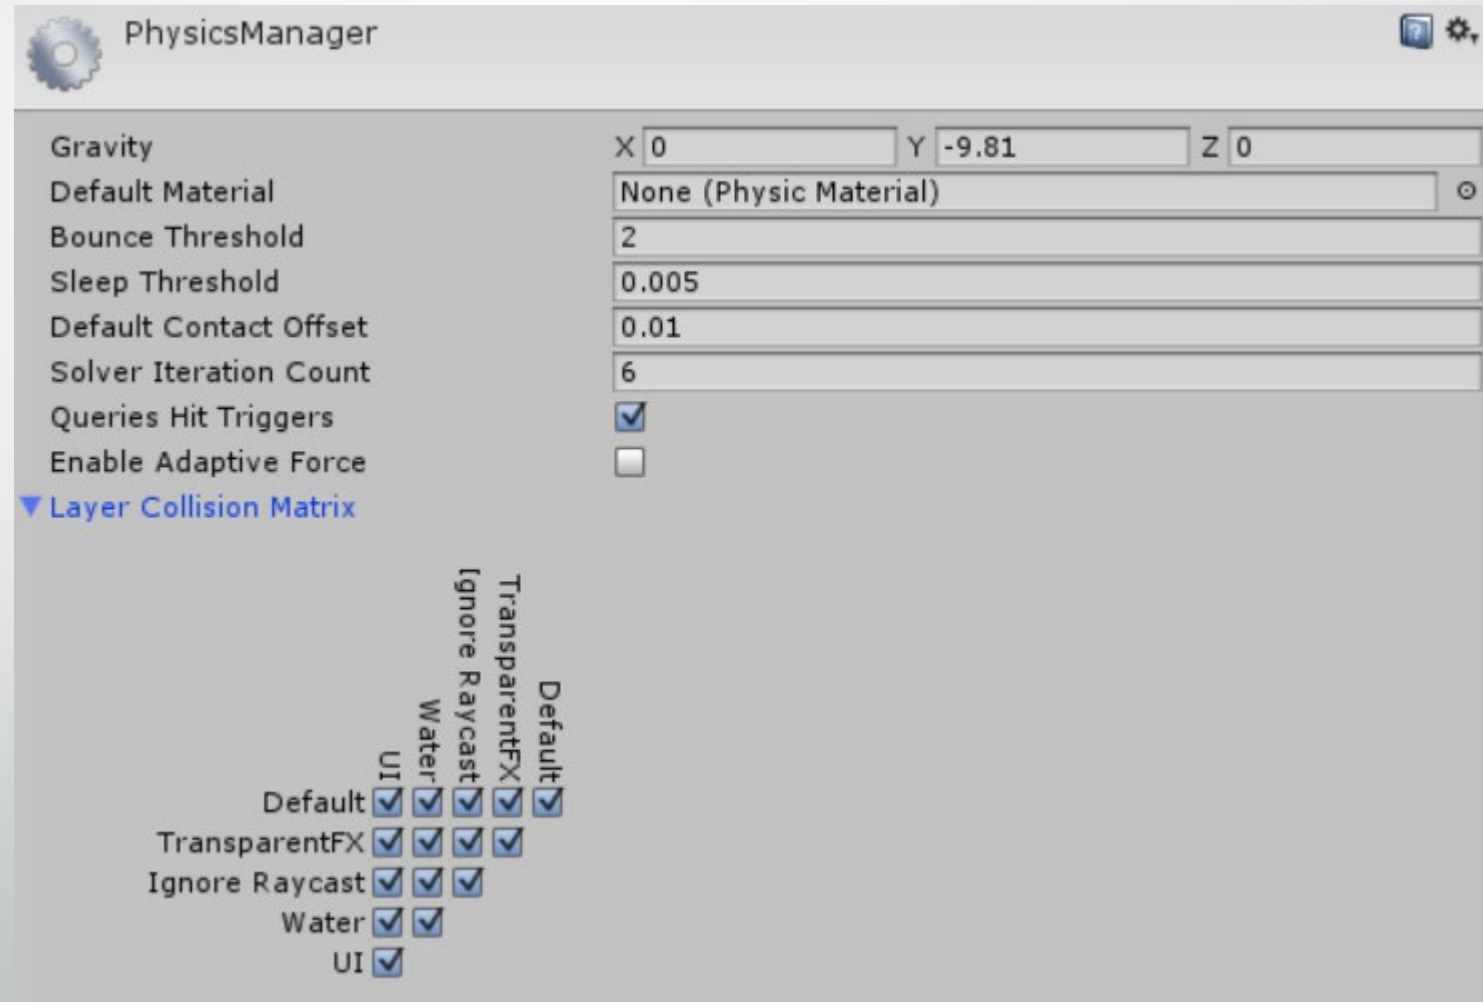 PhysicsManager
Gravity X 0 Y -9.81 Z 0
Default Material None (Physic Material)
Bounce Threshold 2
Sleep Threshold 0.005
Default Contact Offset 0.01
Solver Iteration Count 6
Queries Hit Triggers
Enable Adaptive Force
Layer Collision Matrix
UI
Water
Ignore Raycast
TransparentFX
Default
Default
TransparentFX
Ignore Raycast
Water
UI